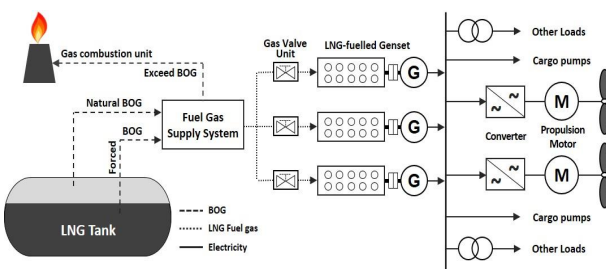 Gas combustion unit
Exceed BOG
Natural BOG
BOG
Forced
Fuel Gas
Supply System
LNG Tank
BOG
LNG Fuel gas
Electricity
Gas Valve
Unit
LNG-fuelled Genset
G
G
G
Other Loads
Cargo pumps
~
~
M
Converter
Propulsion
Motor
~
~
M
Cargo pumps
Other Loads